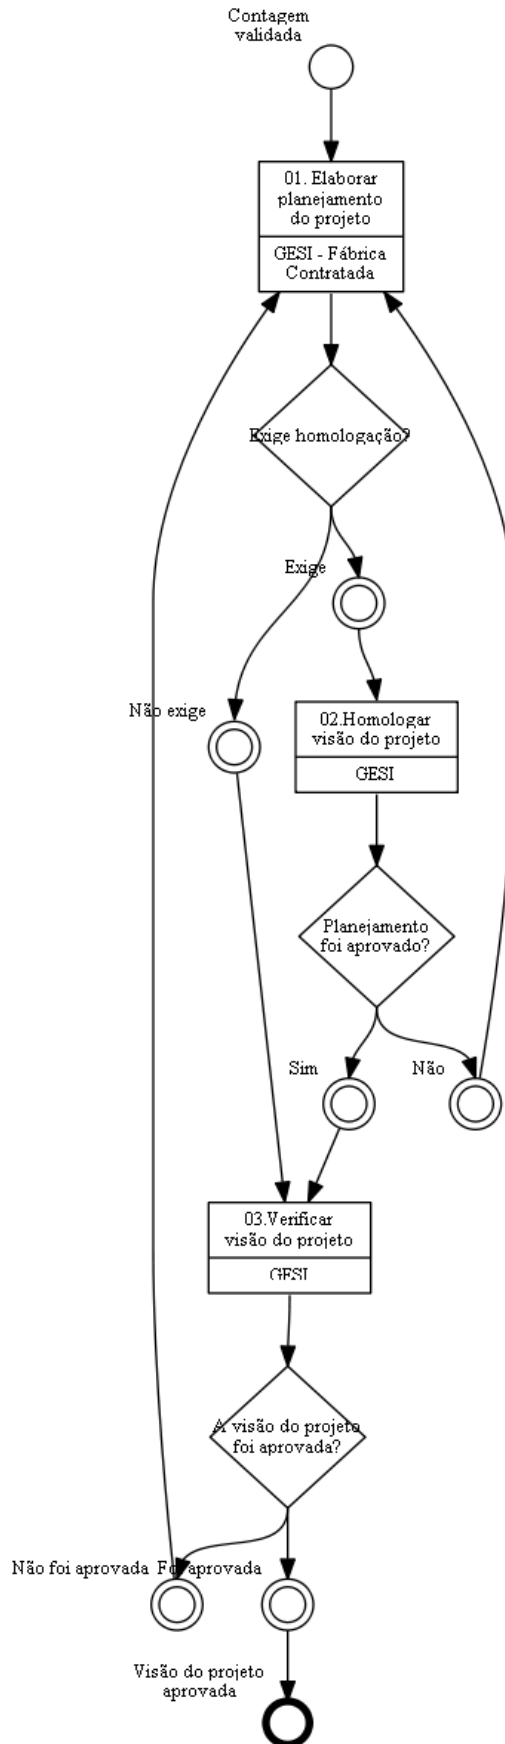 Contagem
validada
01. Elaborar
planejamento
do projeto
GESI - Fábrica
Contratada
Exige homologação?
Exige
Não exige
02.Homologar
visão do projeto
GESI
Planejamento
foi aprovado?
Sim
Não
03.Verificar
visão do projeto
GESI
A visão do projeto
foi aprovada?
Não foi aprovada
Foi aprovada
Visão do projeto
aprovada